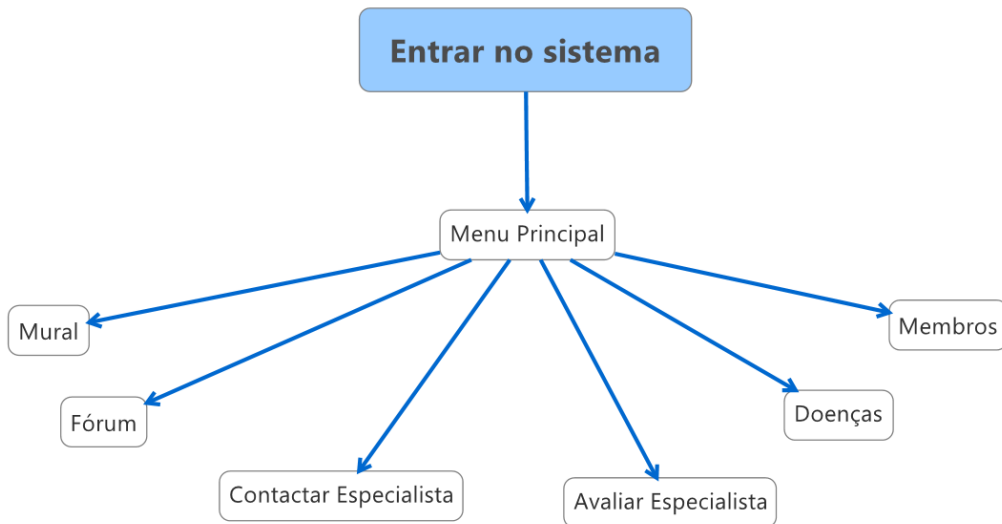 Entrar no sistema
Menu Principal
Mural
Membros
Fórum
Doenças
Contactar Especialista
Avaliar Especialista